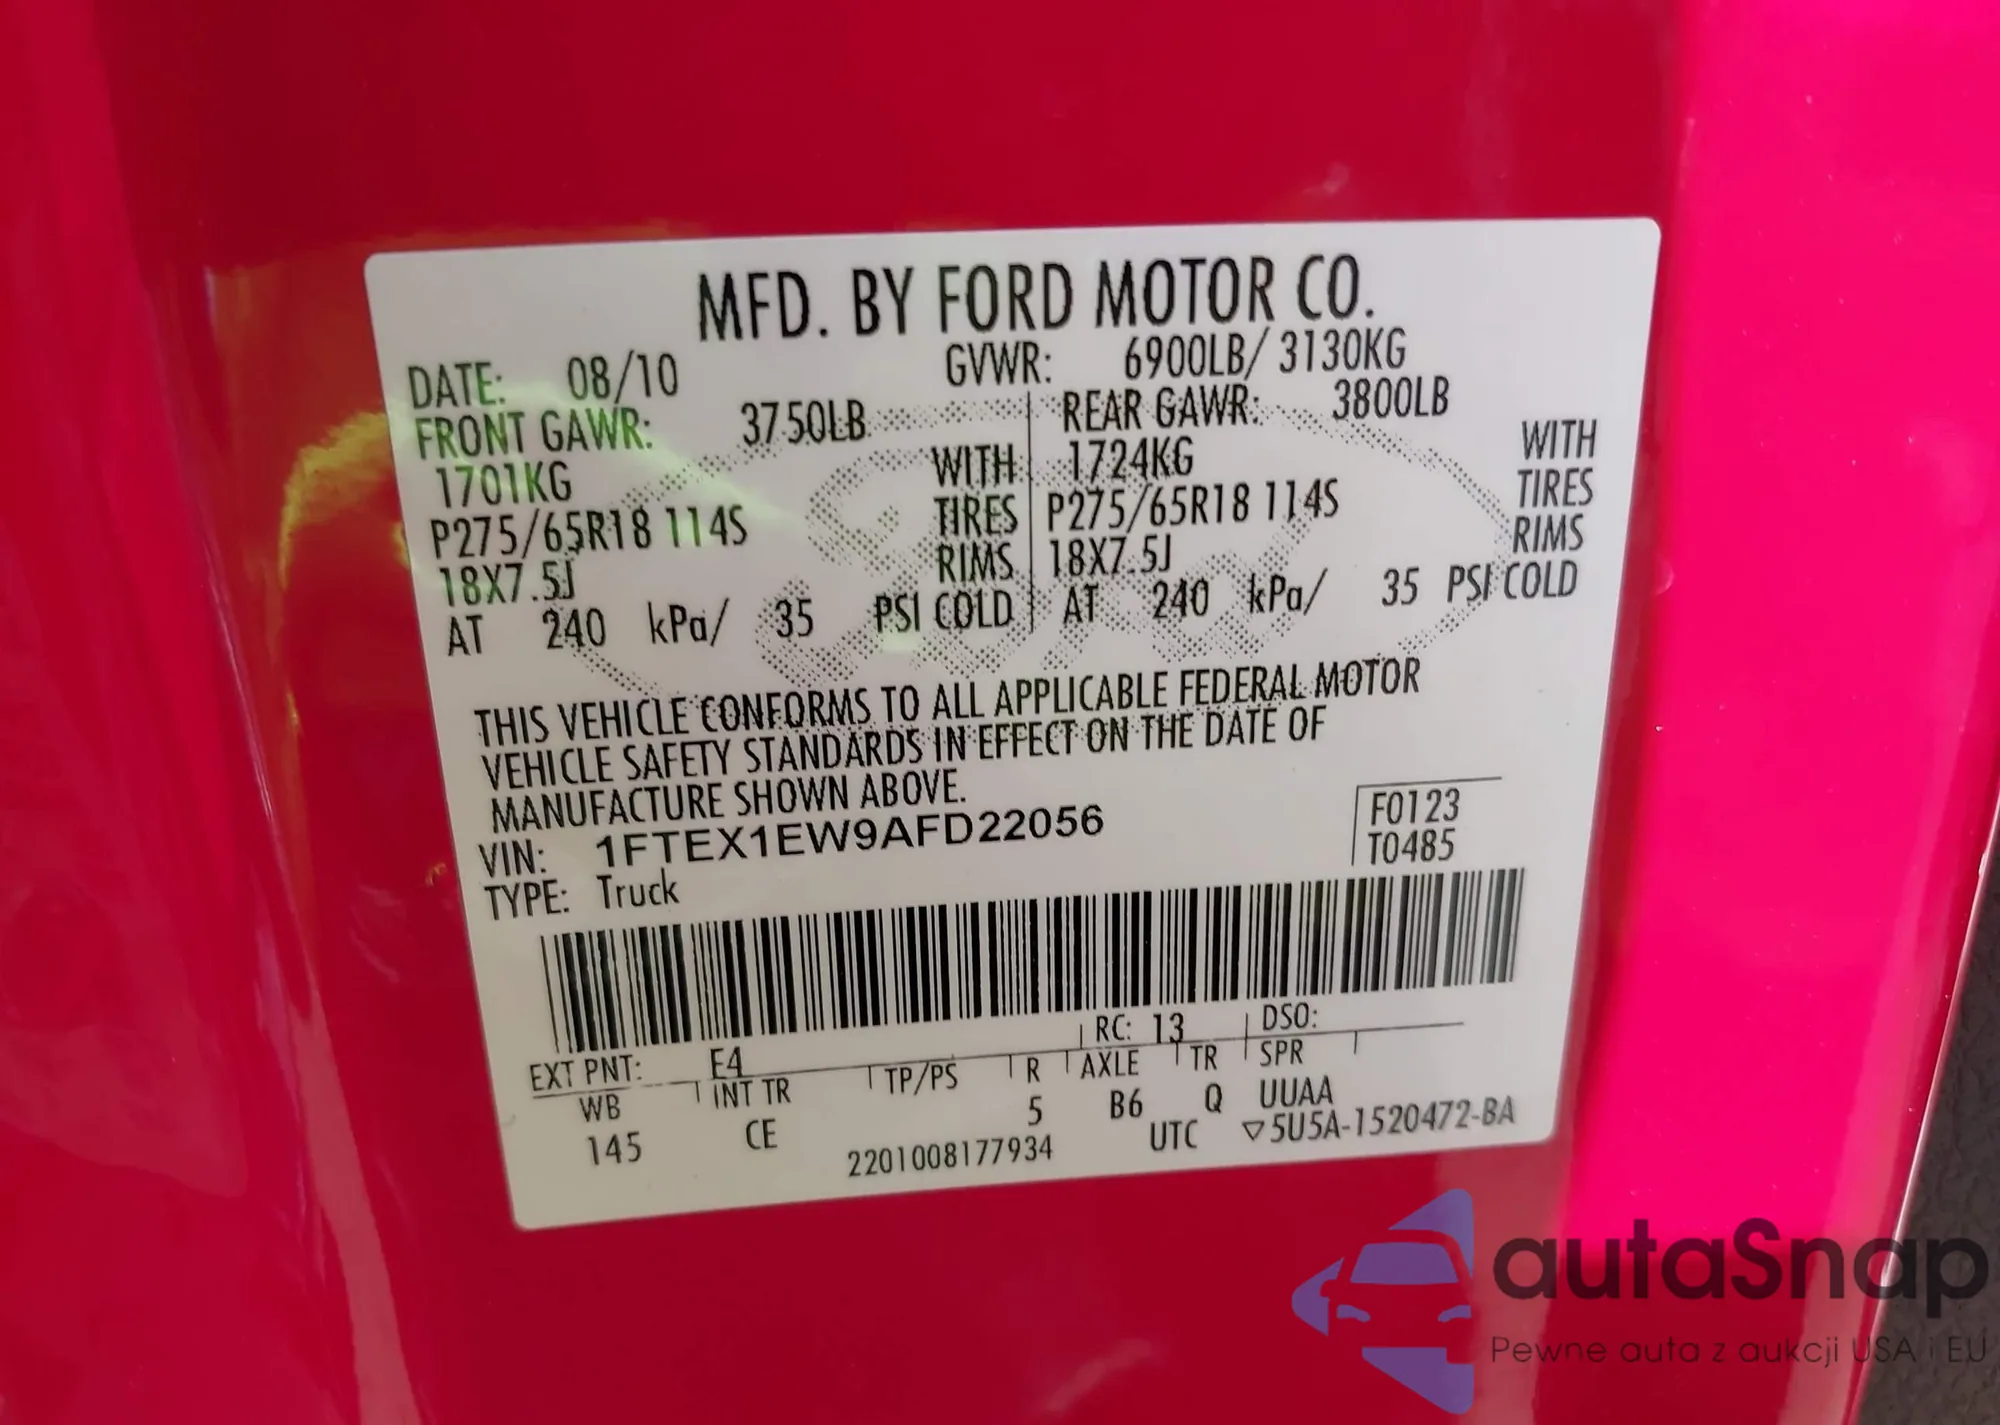 MFD. BY FORD MOTOR CO.
DATE: 08/10 GVWR: 6900LB/ 3130KG
FRONT GAWR: 3750LB REAR GAWR: 3800LB
1701KG WITH 1724KG WITH
P275/65R18 114S TIRES P275/65R18 114S TIRES
18X7.5J RIMS 18X7.5J RIMS
AT 240 kPa/ 35 PSI COLD AT 240 kPa/ 35 PSI COLD
THIS VEHICLE CONFORMS TO ALL APPLICABLE FEDERAL MOTOR
VEHICLE SAFETY STANDARDS IN EFFECT ON THE DATE OF
MANUFACTURE SHOWN ABOVE.
VIN: 1FTEX1EW9AFD22056 F0123
TYPE: Truck T0485
EXT PNT: E4 RC: 13 DSO:
WB INT TR TP/PS R AXLE TR SPR
145 CE 5 B6 Q UUAA
2201008177934 UTC ▽5U5A-1520472-BA
autaSnap
Pewne auta z aukcji USA i EU